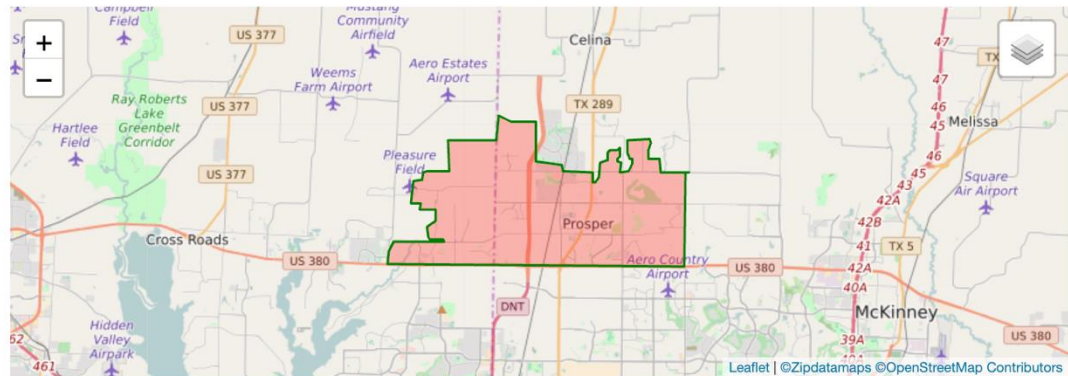 Campbell
Field
Mustang
Community
Airfield
US 377
Celina
47
TX
+
−
Aero Estates
Airport
Weems
Farm Airport
47
46
45
TX 289
US 377
Ray Roberts
Lake
Greenbelt
Corridor
Melissa
Hartlee
Field
46
Pleasure
Field
US 377
45
43
Square
Air Airport
42A
42B
Prosper
Cross Roads
41
TX 5
US 380
Aero Country
Airport
US 380
42A
40A
DNT
McKinney
Hidden
Valley
Airpark
62
461
39A
US 380
Leaflet | ©Zipdatamaps ©OpenStreetMap Contributors